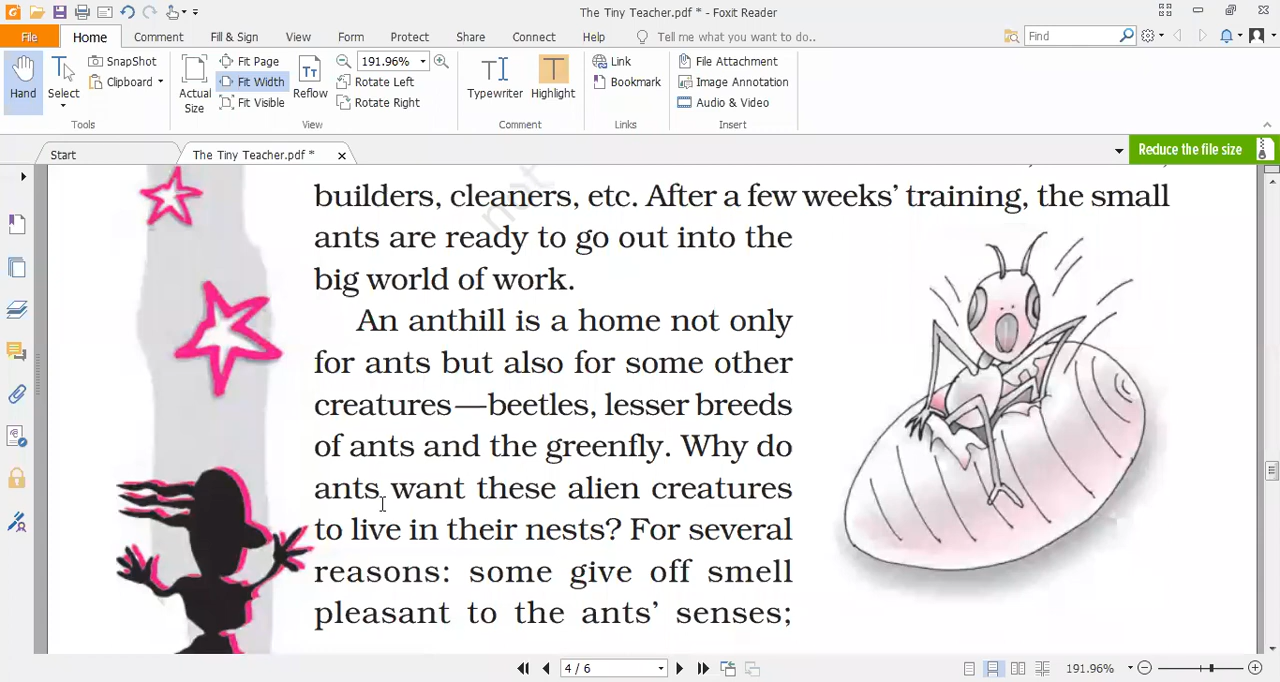 The Tiny Teacher.pdf * - Foxit Reader
File Home Comment Fill & Sign View Form Protect Share Connect Help Tell me what you want to do.. Find
Hand
Select
SnapShot
Clipboard
Tools
Actual Size
Fit Page
Fit Width
Fit Visible
Reflow
191.96%
Rotate Left
Rotate Right
View
Typewriter
Highlight
Comment
Link
Bookmark
Links
File Attachment
Image Annotation
Audio & Video
Insert
Start
The Tiny Teacher.pdf *
Reduce the file size
not
builders, cleaners, etc. After a few weeks’ training, the small
ants are ready to go out into the
big world of work.
An anthill is a home not only
for ants but also for some other
creatures—beetles, lesser breeds
of ants and the greenfly. Why do
ants want these alien creatures
to live in their nests? For several
reasons: some give off smell
pleasant to the ants’ senses;
4 / 6
191.96%